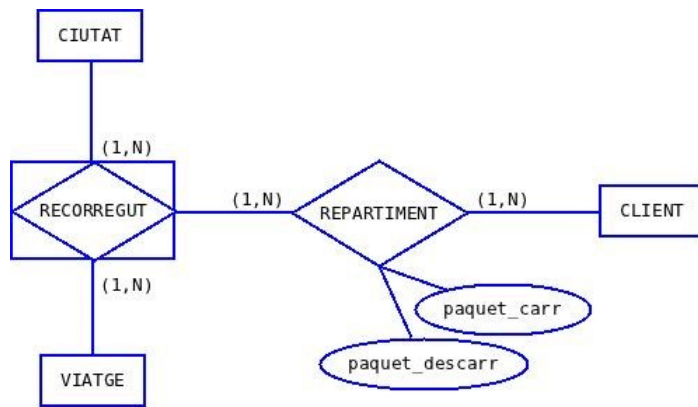 CIUTAT
(1,N)
RECORREGUT
(1,N)
REPARTIMENT
(1,N)
CLIENT
(1,N)
paquet_carr
paquet_descarr
VIATGE